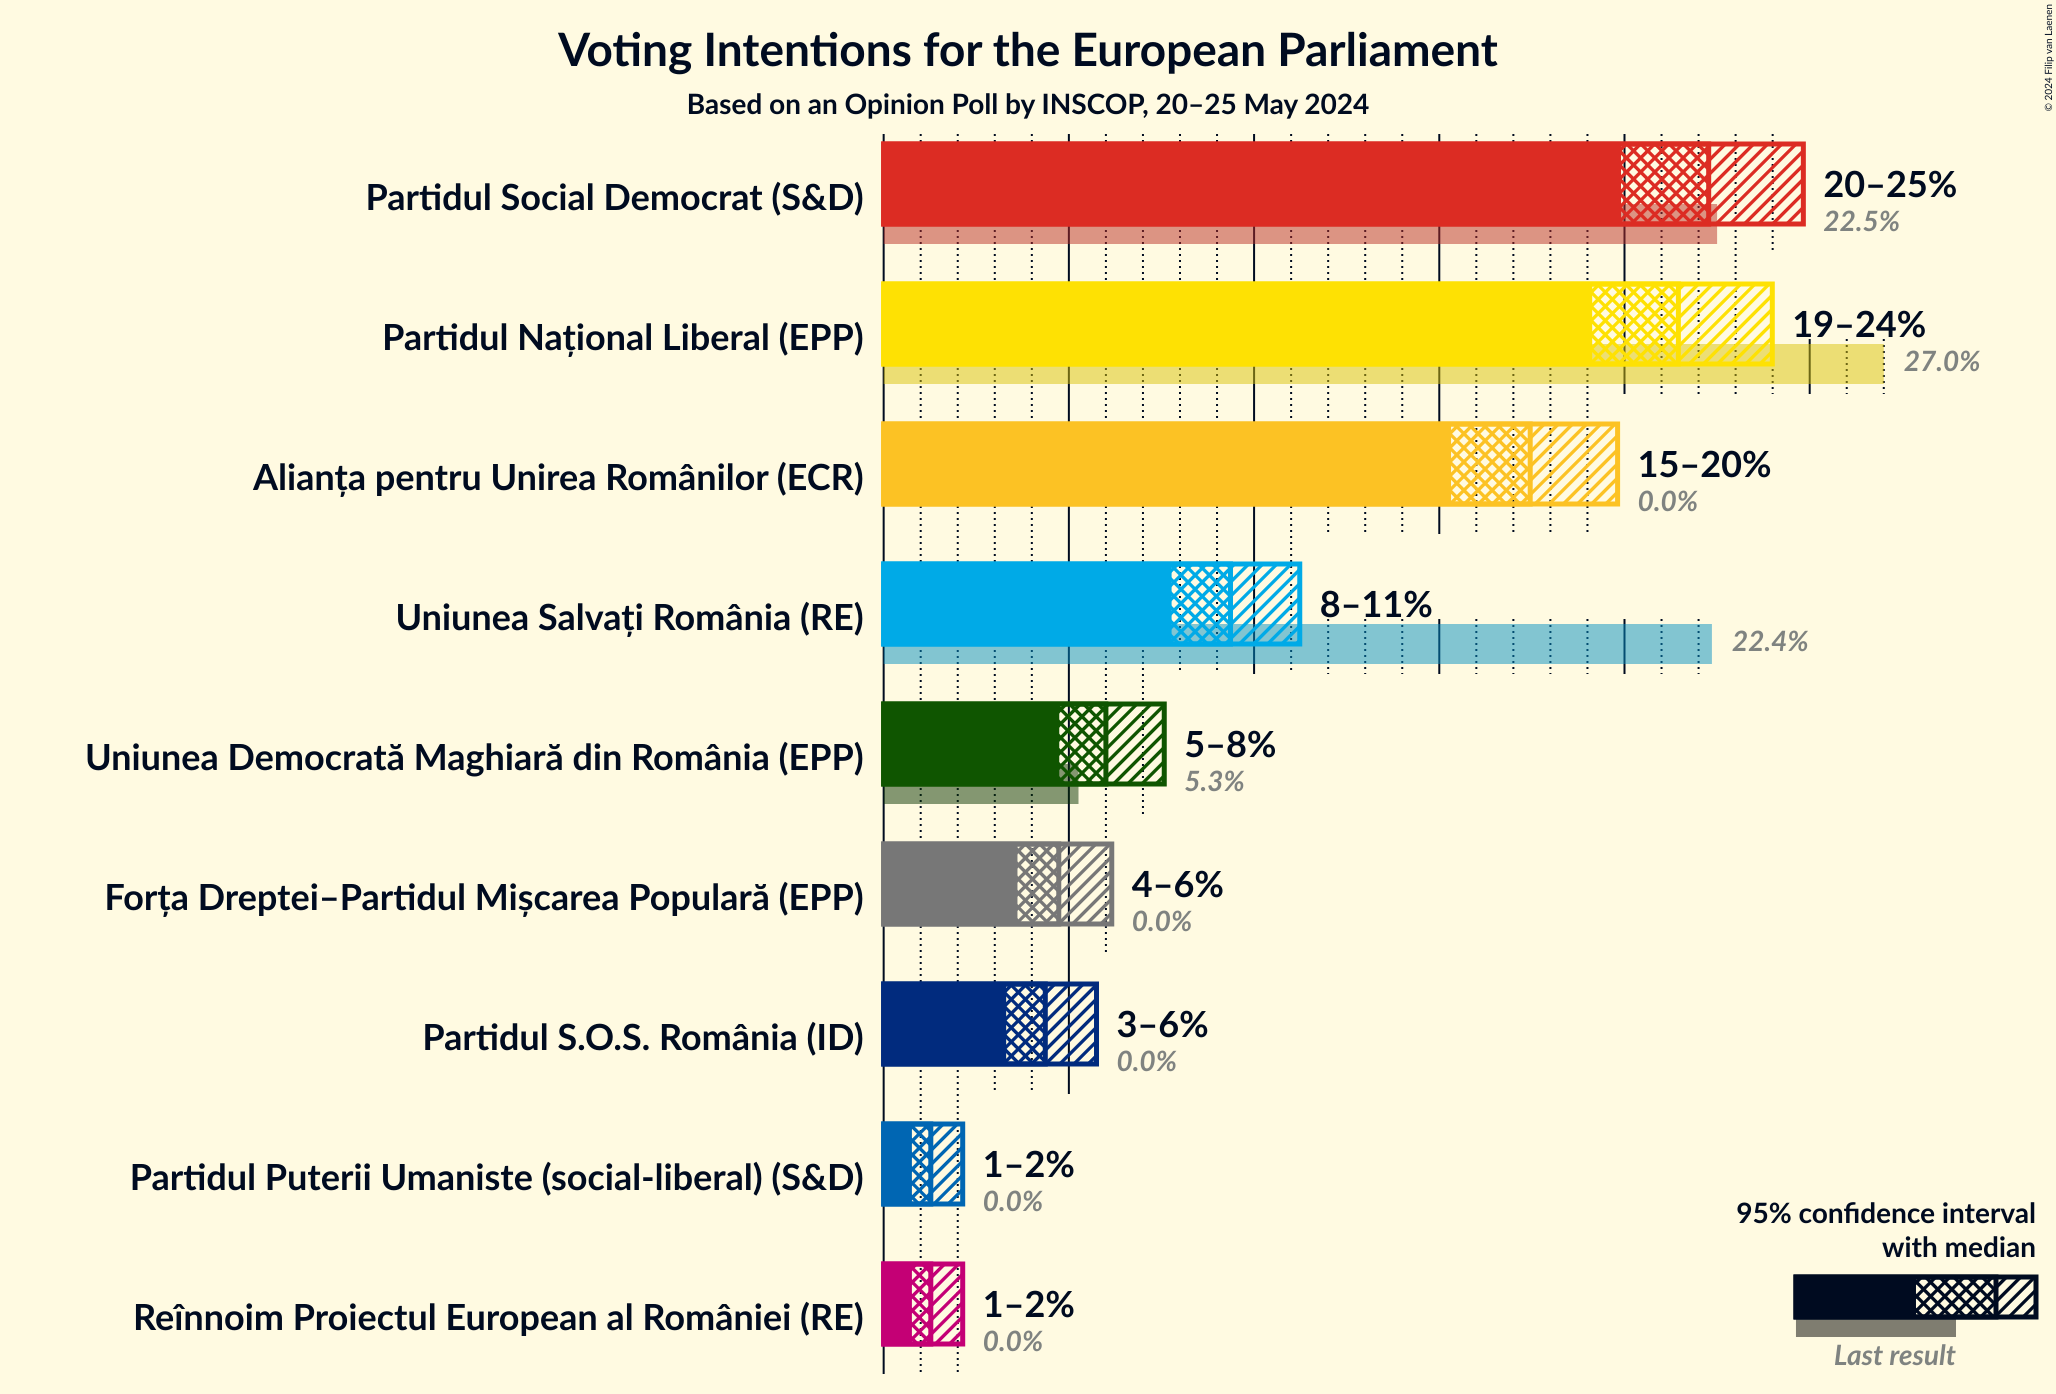 Voting Intentions for the European Parliament
Based on an Opinion Poll by INSCOP, 20–25 May 2024
© 2024 Filip van Laenen
Partidul Social Democrat (S&D)
20–25%
22.5%
Partidul Național Liberal (EPP)
19–24%
27.0%
Alianța pentru Unirea Românilor (ECR)
15–20%
0.0%
Uniunea Salvați România (RE)
8–11%
22.4%
Uniunea Democrată Maghiară din România (EPP)
5–8%
5.3%
Forța Dreptei–Partidul Mișcarea Populară (EPP)
4–6%
0.0%
Partidul S.O.S. România (ID)
3–6%
0.0%
Partidul Puterii Umaniste (social-liberal) (S&D)
1–2%
0.0%
Reînnoim Proiectul European al României (RE)
1–2%
0.0%
95% confidence interval
with median
Last result